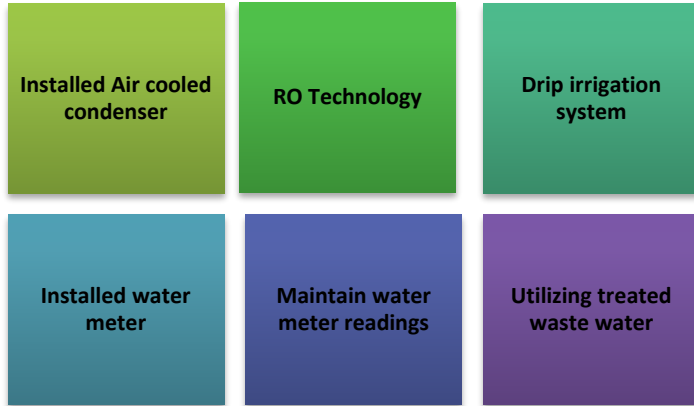 Installed Air cooled
condenser
RO Technology
Drip irrigation
system
Installed water
meter
Maintain water
meter readings
Utilizing treated
waste water